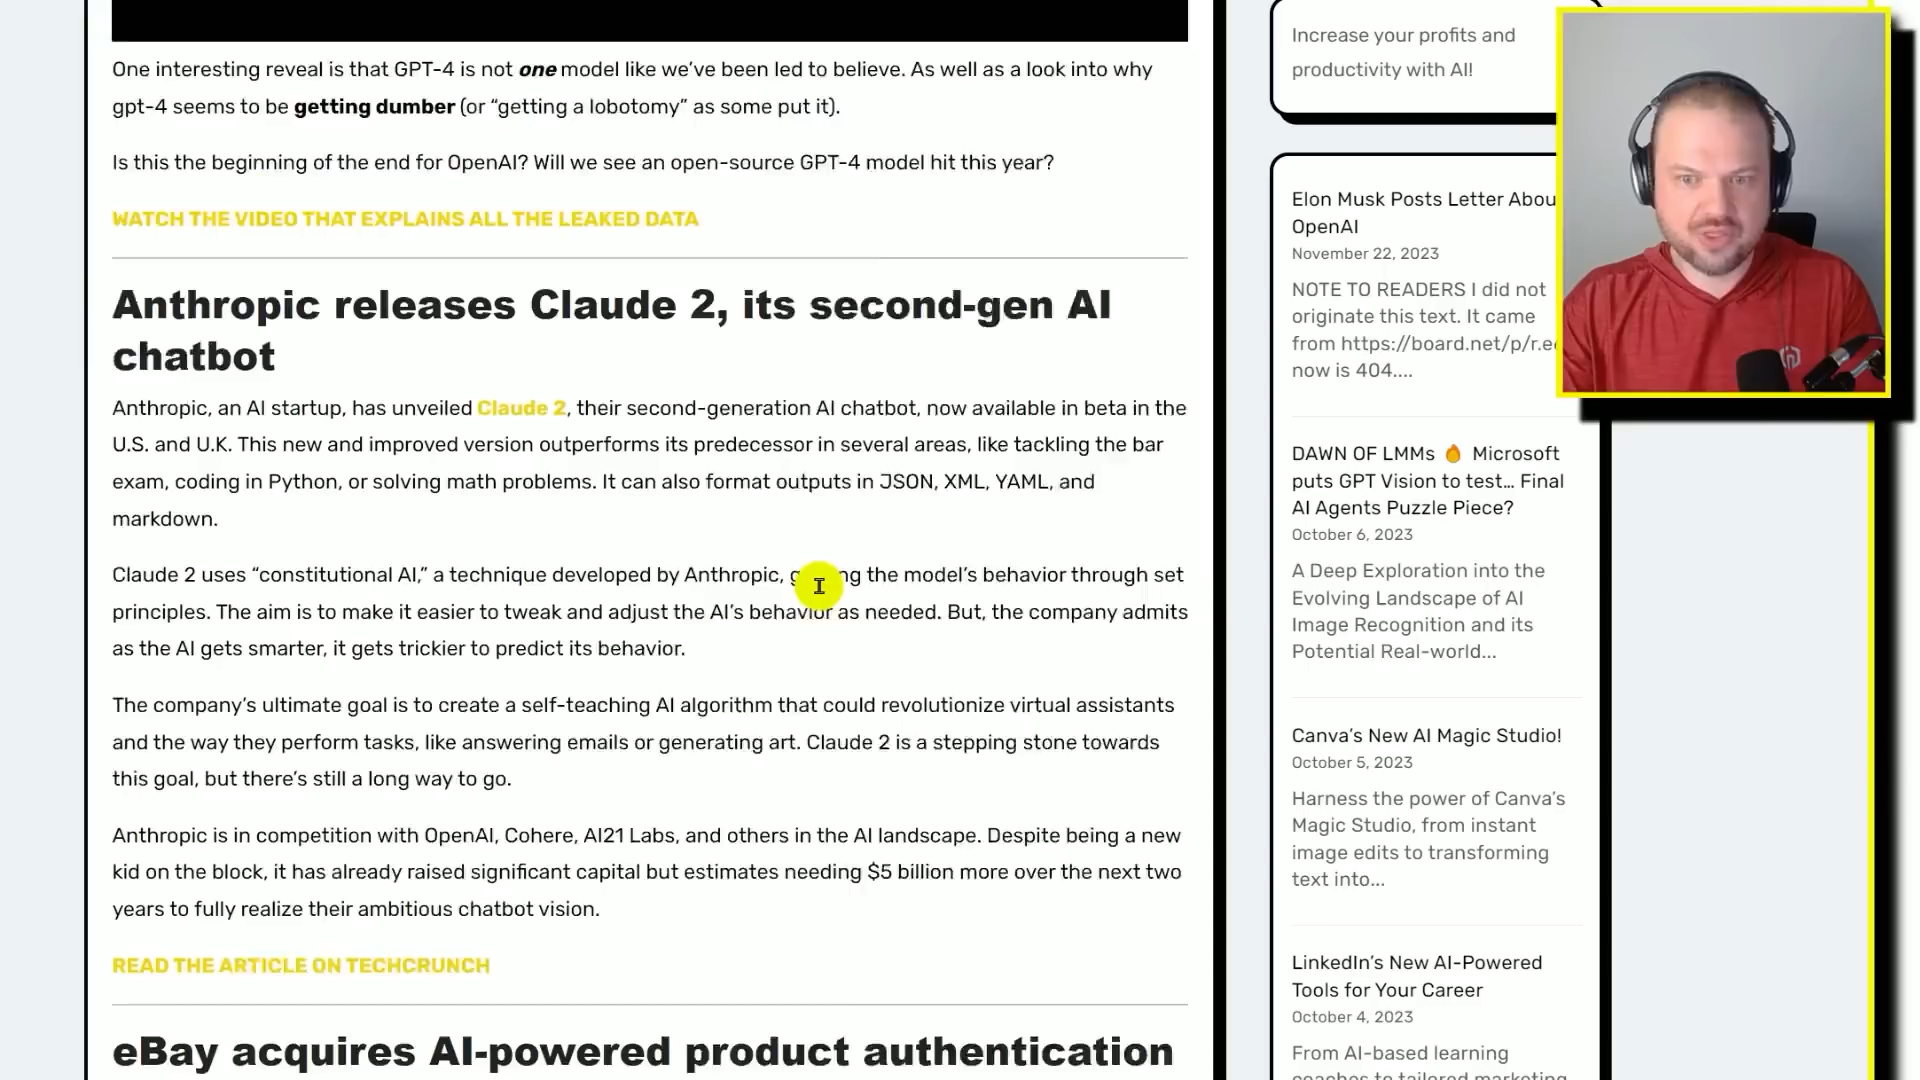 One interesting reveal is that GPT-4 is not one model like we’ve been led to believe. As well as a look into why
gpt-4 seems to be getting dumber (or “getting a lobotomy” as some put it).
Is this the beginning of the end for OpenAI? Will we see an open-source GPT-4 model hit this year?
WATCH THE VIDEO THAT EXPLAINS ALL THE LEAKED DATA
Anthropic releases Claude 2, its second-gen AI
chatbot
Anthropic, an AI startup, has unveiled Claude 2, their second-generation AI chatbot, now available in beta in the
U.S. and U.K. This new and improved version outperforms its predecessor in several areas, like tackling the bar
exam, coding in Python, or solving math problems. It can also format outputs in JSON, XML, YAML, and
markdown.
Claude 2 uses “constitutional AI,” a technique developed by Anthropic, the model’s behavior through set
principles. The aim is to make it easier to tweak and adjust the AI’s behavior as needed. But, the company admits
as the AI gets smarter, it gets trickier to predict its behavior.
The company’s ultimate goal is to create a self-teaching AI algorithm that could revolutionize virtual assistants
and the way they perform tasks, like answering emails or generating art. Claude 2 is a stepping stone towards
this goal, but there’s still a long way to go.
Anthropic is in competition with OpenAI, Cohere, AI21 Labs, and others in the AI landscape. Despite being a new
kid on the block, it has already raised significant capital but estimates needing $5 billion more over the next two
years to fully realize their ambitious chatbot vision.
READ THE ARTICLE ON TECHCRUNCH
eBay acquires AI-powered product authentication
Increase your profits and
productivity with AI!
Elon Musk Posts Letter Abou
OpenAI
November 22, 2023
NOTE TO READERS I did not
originate this text. It came
from https://board.net/p/r.e
now is 404....
DAWN OF LMMs 🔥 Microsoft
puts GPT Vision to test… Final
AI Agents Puzzle Piece?
October 6, 2023
A Deep Exploration into the
Evolving Landscape of AI
Image Recognition and its
Potential Real-world...
Canva’s New AI Magic Studio!
October 5, 2023
Harness the power of Canva’s
Magic Studio, from instant
image edits to transforming
text into...
LinkedIn’s New AI-Powered
Tools for Your Career
October 4, 2023
From AI-based learning
coaches to tailored marketing